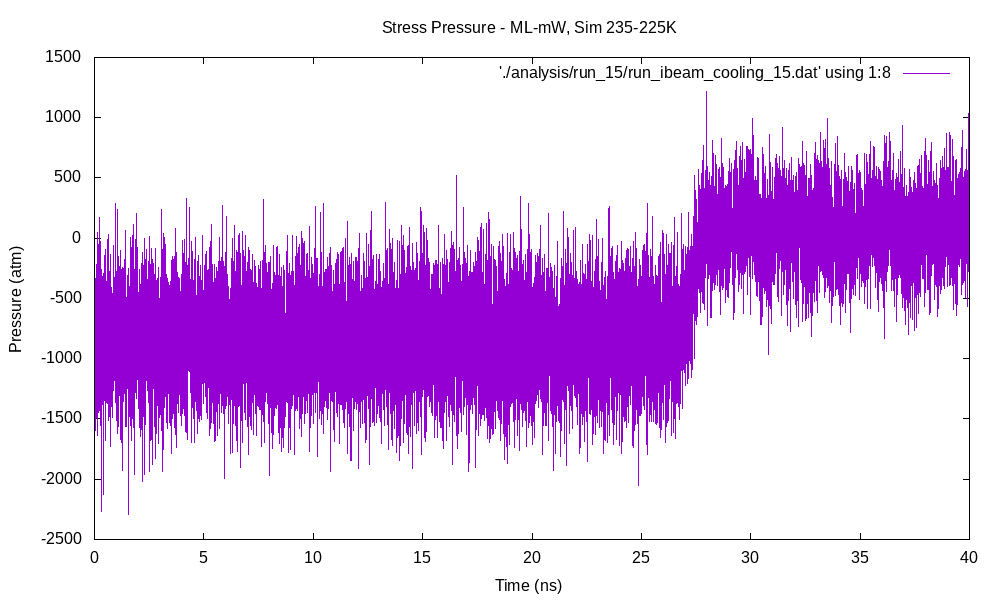 Stress Pressure - ML-mW, Sim 235-225K
'./analysis/run_15/run_ibeam_cooling_15.dat' using 1:8
1500
1000
500
0
-500
-1000
-1500
-2000
-2500
Pressure (atm)
0 5 10 15 20 25 30 35 40
Time (ns)